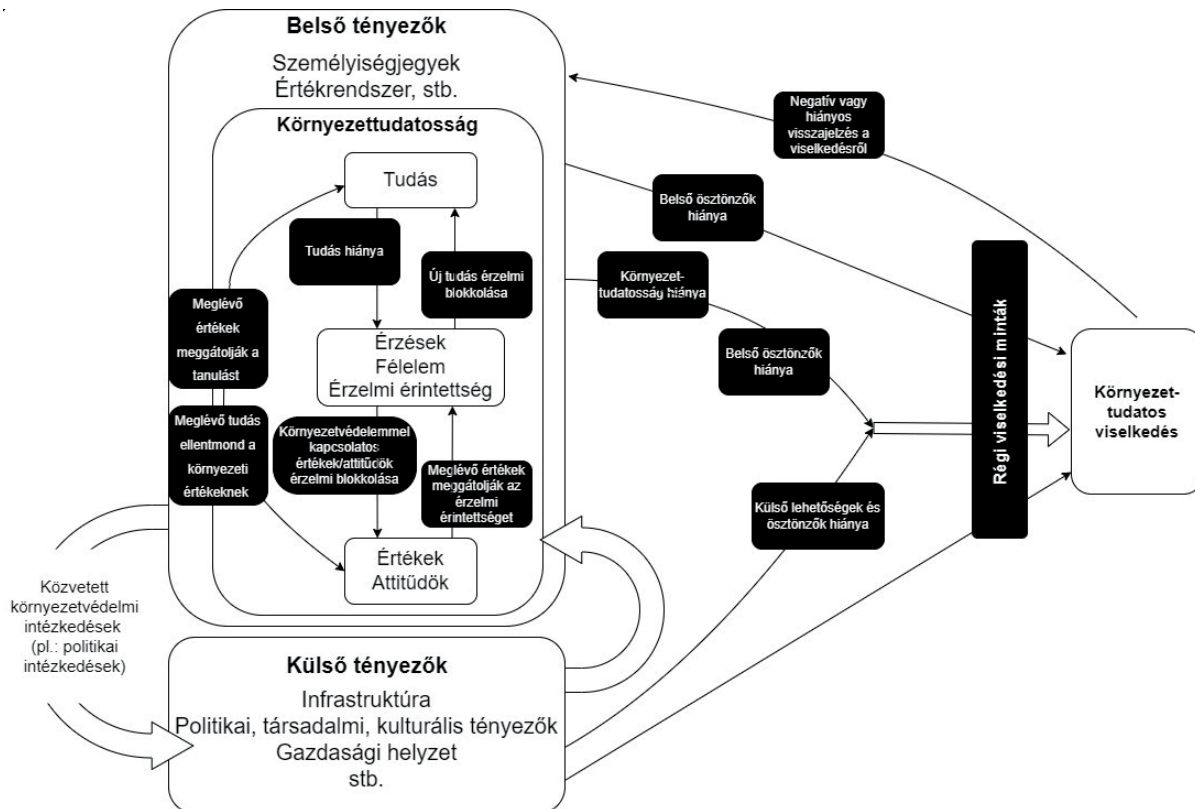 Belső tényezők
Személyiségjegyek
Értékrendszer, stb.
Környezettudatosság
Tudás
Tudás hiánya
Új tudás érzelmi
blokkolása
Meglévő
értékek
meggátolják a
tanulást
Érzések
Félelem
Érzelmi érintettség
Meglévő tudás
ellentmond a
környezeti
értékeknek
Környezetvédelemmel
kapcsolatos
értékek/attitűdök
érzelmi blokkolása
Meglévő értékek
meggátolják az
érzelmi
érintettséget
Értékek
Attitűdök
Közvetett
környezetvédelmi
intézkedések
(pl.: politikai
intézkedések)
Külső tényezők
Infrastruktúra
Politikai, társadalmi, kulturális tényezők
Gazdasági helyzet
stb.
Negatív vagy
hiányos
visszajelzés a
viselkedésről
Belső ösztönzők
hiánya
Környezet-
tudatosság hiánya
Belső ösztönzők
hiánya
Külső lehetőségek és
ösztönzők hiánya
Régi viselkedési minták
Környezet-
tudatos
viselkedés